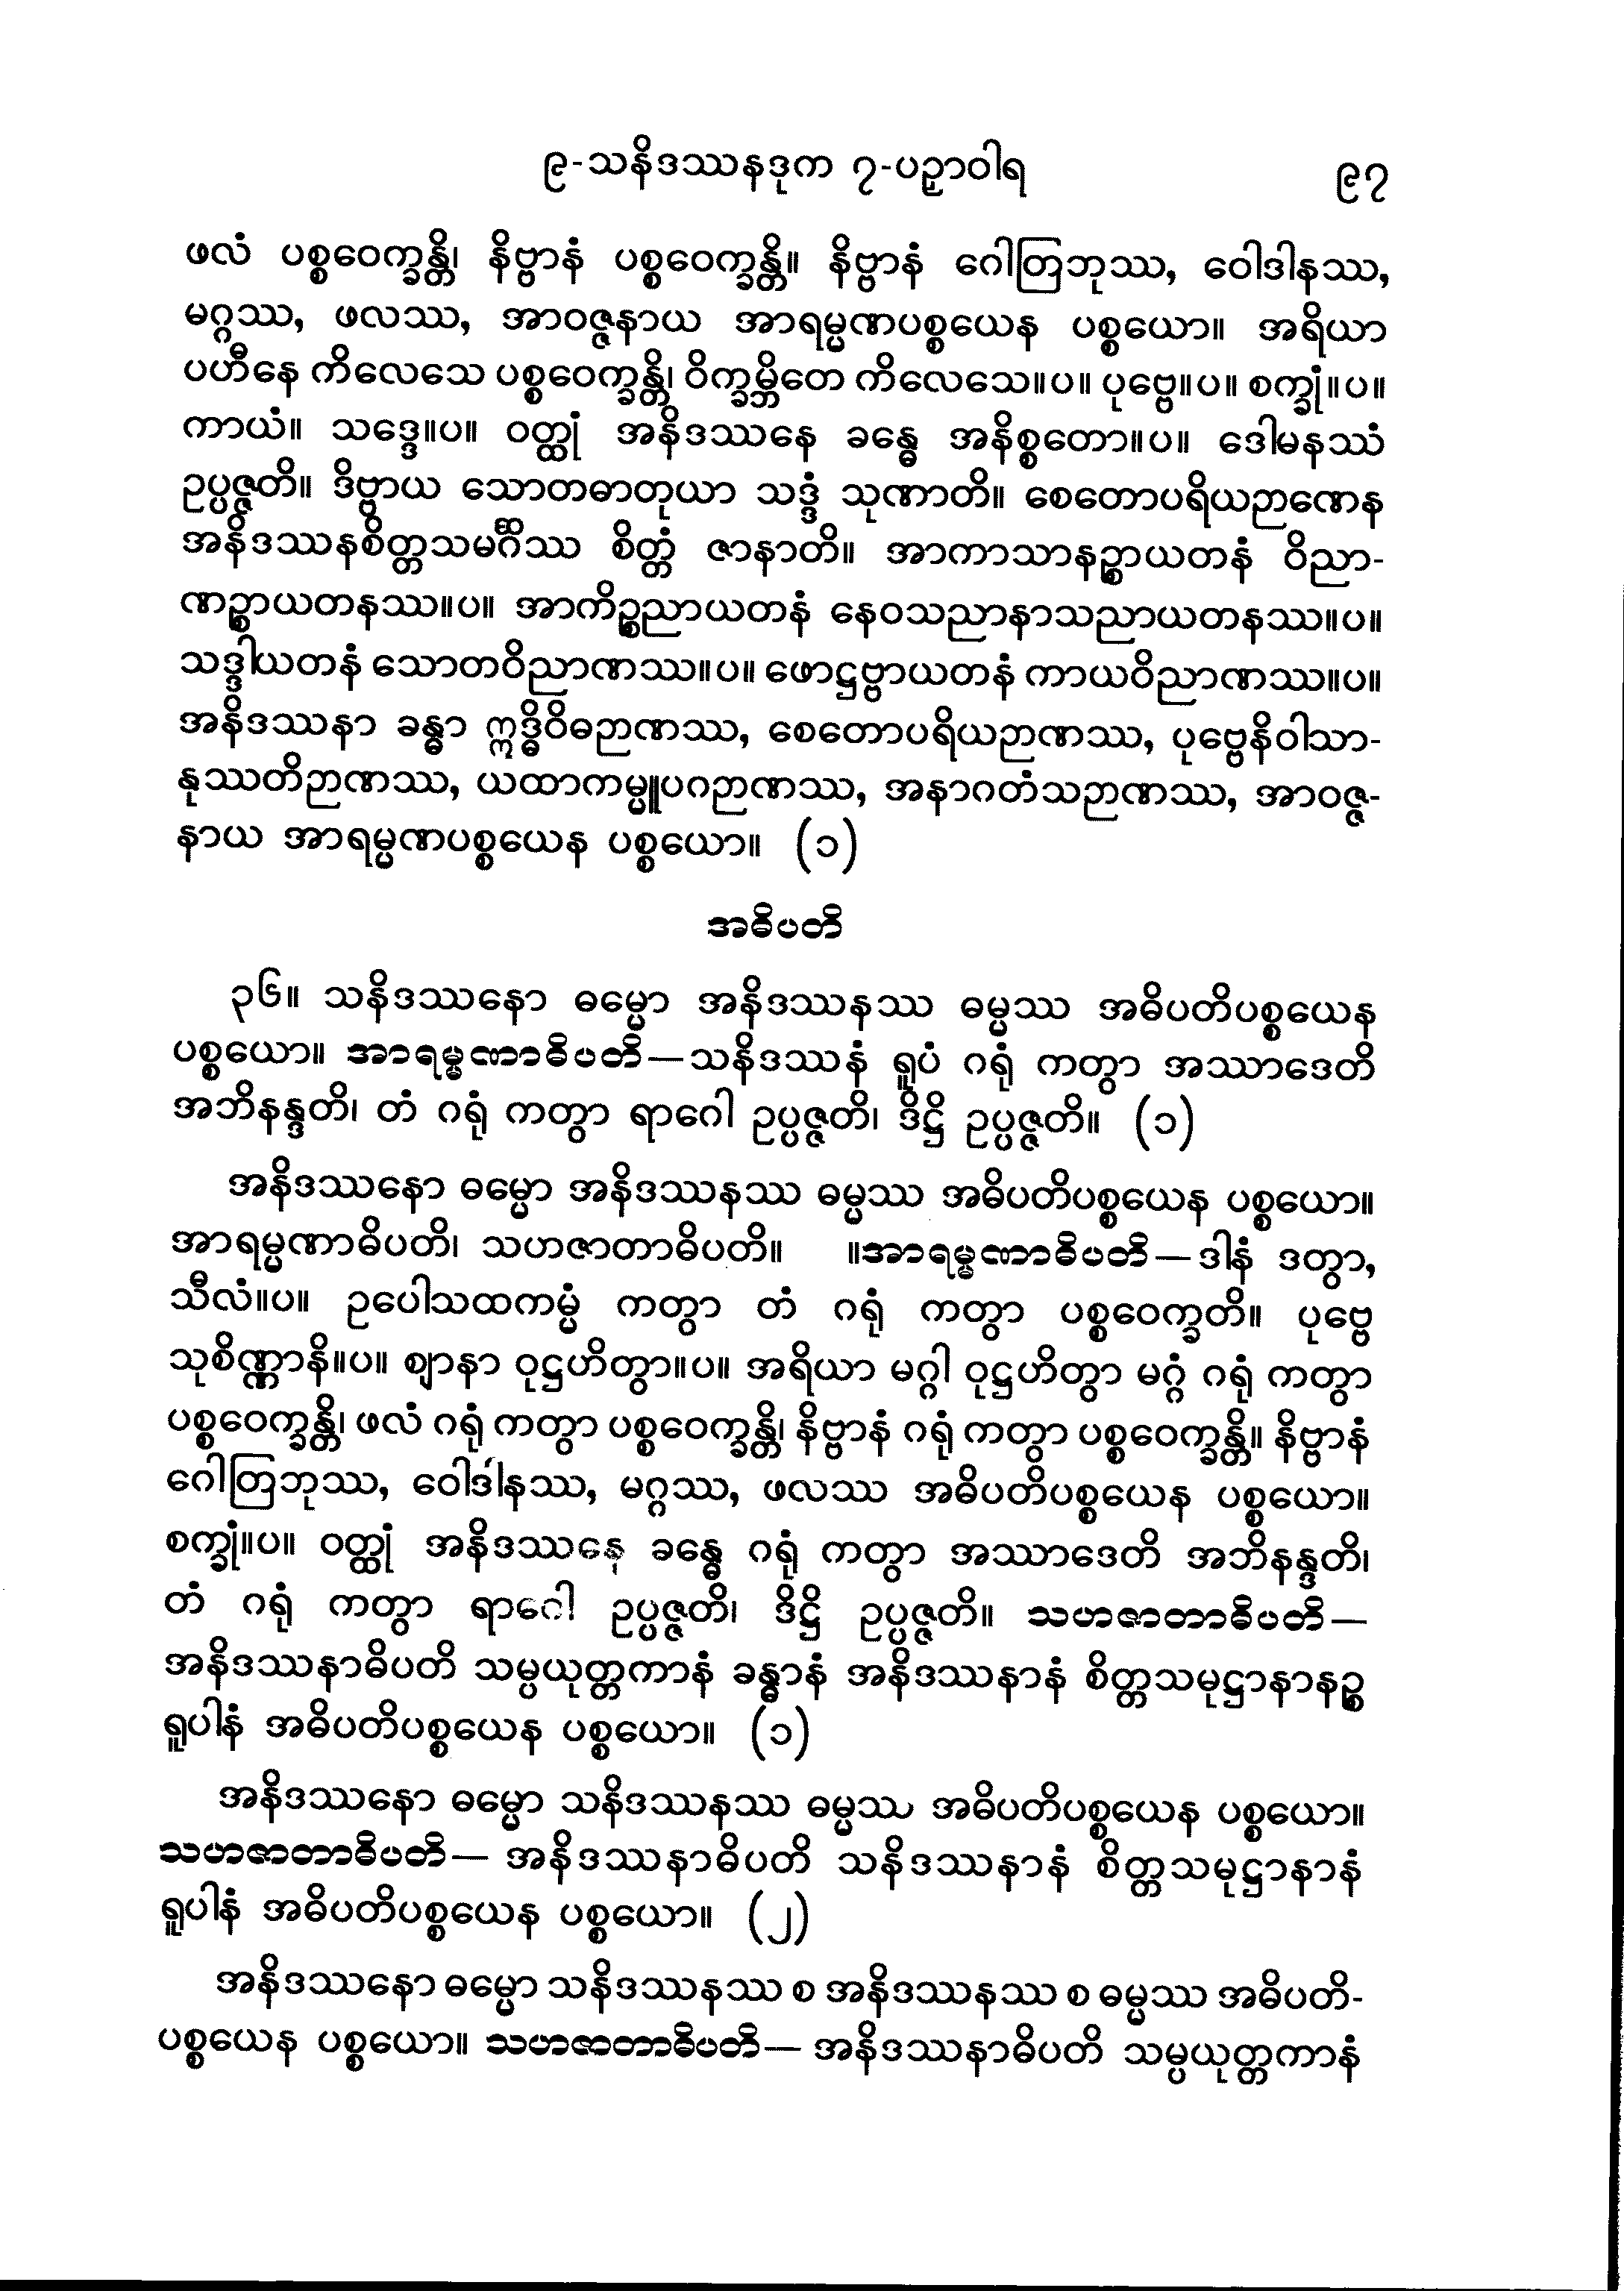 ၉-သနိဒဿနဒုက ၇-ပဉှာဝါရ ၉၇
ဖလံ ပစ္စဝေက္ခန္တိ၊ နိဗ္ဗာနံ ပစ္စဝေက္ခန္တိ။ နိဗ္ဗာနံ ဂေါတြဘုဿ, ဝေါဒါနဿ,
မဂ္ဂဿ, ဖလဿ, အာဝဇ္ဇနာယ အာရမ္မဏပစ္စယေန ပစ္စယော။ အရိယာ
ပဟီနေ ကိလေသေ ပစ္စဝေက္ခန္တိ၊ ဝိက္ခမ္ဘိတေ ကိလေသေ။ပ။ ပုဗ္ဗေ။ပ။ စက္ခုံ။ပ။
ကာယံ။ သဒ္ဒေ။ပ။ ဝတ္ထုံ အနိဒဿနေ ခန္ဓေ အနိစ္စတော။ပ။ ဒေါမနဿံ
ဥပ္ပဇ္ဇတိ။ ဒိဗ္ဗာယ သောတဓာတုယာ သဒ္ဒံ သုဏာတိ။ စေတောပရိယဉာဏေန
အနိဒဿနစိတ္တသမင်္ဂိဿ စိတ္တံ ဇာနာတိ။ အာကာသာနဉ္စာယတနံ ဝိညာ-
ဏဉ္စာယတနဿ။ပ။ အာကိဉ္စညာယတနံ နေဝသညာနာသညာယတနဿ။ပ။
သဒ္ဒါယတနံ သောတဝိညာဏဿ။ပ။ ဖောဋ္ဌဗ္ဗာယတနံ ကာယဝိညာဏဿ။ပ။
အနိဒဿနာ ခန္ဓာ ဣဒ္ဓိဝိဓဉာဏဿ, စေတောပရိယဉာဏဿ, ပုဗ္ဗေနိဝါသာ-
နုဿတိဉာဏဿ, ယထာကမ္မူပဂဉာဏဿ, အနာဂတံသဉာဏဿ, အာဝဇ္ဇ-
နာယ အာရမ္မဏပစ္စယေန ပစ္စယော။ (၁)
အဓိပတိ
၃၆။ သနိဒဿနော ဓမ္မော အနိဒဿနဿ ဓမ္မဿ အဓိပတိပစ္စယေန
ပစ္စယော။ အာရမ္မဏာဓိပတိ—သနိဒဿနံ ရူပံ ဂရုံ ကတွာ အဿာဒေတိ
အဘိနန္ဒတိ၊ တံ ဂရုံ ကတွာ ရာဂေါ ဥပ္ပဇ္ဇတိ၊ ဒိဋ္ဌိ ဥပ္ပဇ္ဇတိ။ (၁)
အနိဒဿနော ဓမ္မော အနိဒဿနဿ ဓမ္မဿ အဓိပတိပစ္စယေန ပစ္စယော။
အာရမ္မဏာဓိပတိ၊ သဟဇာတာဓိပတိ။ ။အာရမ္မဏာဓိပတိ—ဒါနံ ဒတွာ,
သီလံ။ပ။ ဥပေါသထကမ္မံ ကတွာ တံ ဂရုံ ကတွာ ပစ္စဝေက္ခတိ။ ပုဗ္ဗေ
သုစိဏ္ဏာနိ။ပ။ ဈာနာ ဝုဋ္ဌဟိတွာ။ပ။ အရိယာ မဂ္ဂါ ဝုဋ္ဌဟိတွာ မဂ္ဂံ ဂရုံ ကတွာ
ပစ္စဝေက္ခန္တိ၊ ဖလံ ဂရုံ ကတွာ ပစ္စဝေက္ခန္တိ၊ နိဗ္ဗာနံ ဂရုံ ကတွာ ပစ္စဝေက္ခန္တိ။ နိဗ္ဗာနံ
ဂေါတြဘုဿ, ဝေါဒါနဿ, မဂ္ဂဿ, ဖလဿ အဓိပတိပစ္စယေန ပစ္စယော။
စက္ခုံ။ပ။ ဝတ္ထုံ အနိဒဿနေ ခန္ဓေ ဂရုံ ကတွာ အဿာဒေတိ အဘိနန္ဒတိ၊
တံ ဂရုံ ကတွာ ရာဂေါ ဥပ္ပဇ္ဇတိ၊ ဒိဋ္ဌိ ဥပ္ပဇ္ဇတိ။ သဟဇာတာဓိပတိ—
အနိဒဿနာဓိပတိ သမ္ပယုတ္တကာနံ ခန္ဓာနံ အနိဒဿနာနံ စိတ္တသမုဋ္ဌာနာနဉ္စ
ရူပါနံ အဓိပတိပစ္စယေန ပစ္စယော။ (၁)
အနိဒဿနော ဓမ္မော သနိဒဿနဿ ဓမ္မဿ အဓိပတိပစ္စယေန ပစ္စယော။
သဟဇာတာဓိပတိ— အနိဒဿနာဓိပတိ သနိဒဿနာနံ စိတ္တသမုဋ္ဌာနာနံ
ရူပါနံ အဓိပတိပစ္စယေန ပစ္စယော။ (၂)
အနိဒဿနော ဓမ္မော သနိဒဿနဿ စ အနိဒဿနဿ စ ဓမ္မဿ အဓိပတိ-
ပစ္စယေန ပစ္စယော။ သဟဇာတာဓိပတိ— အနိဒဿနာဓိပတိ သမ္ပယုတ္တကာနံ